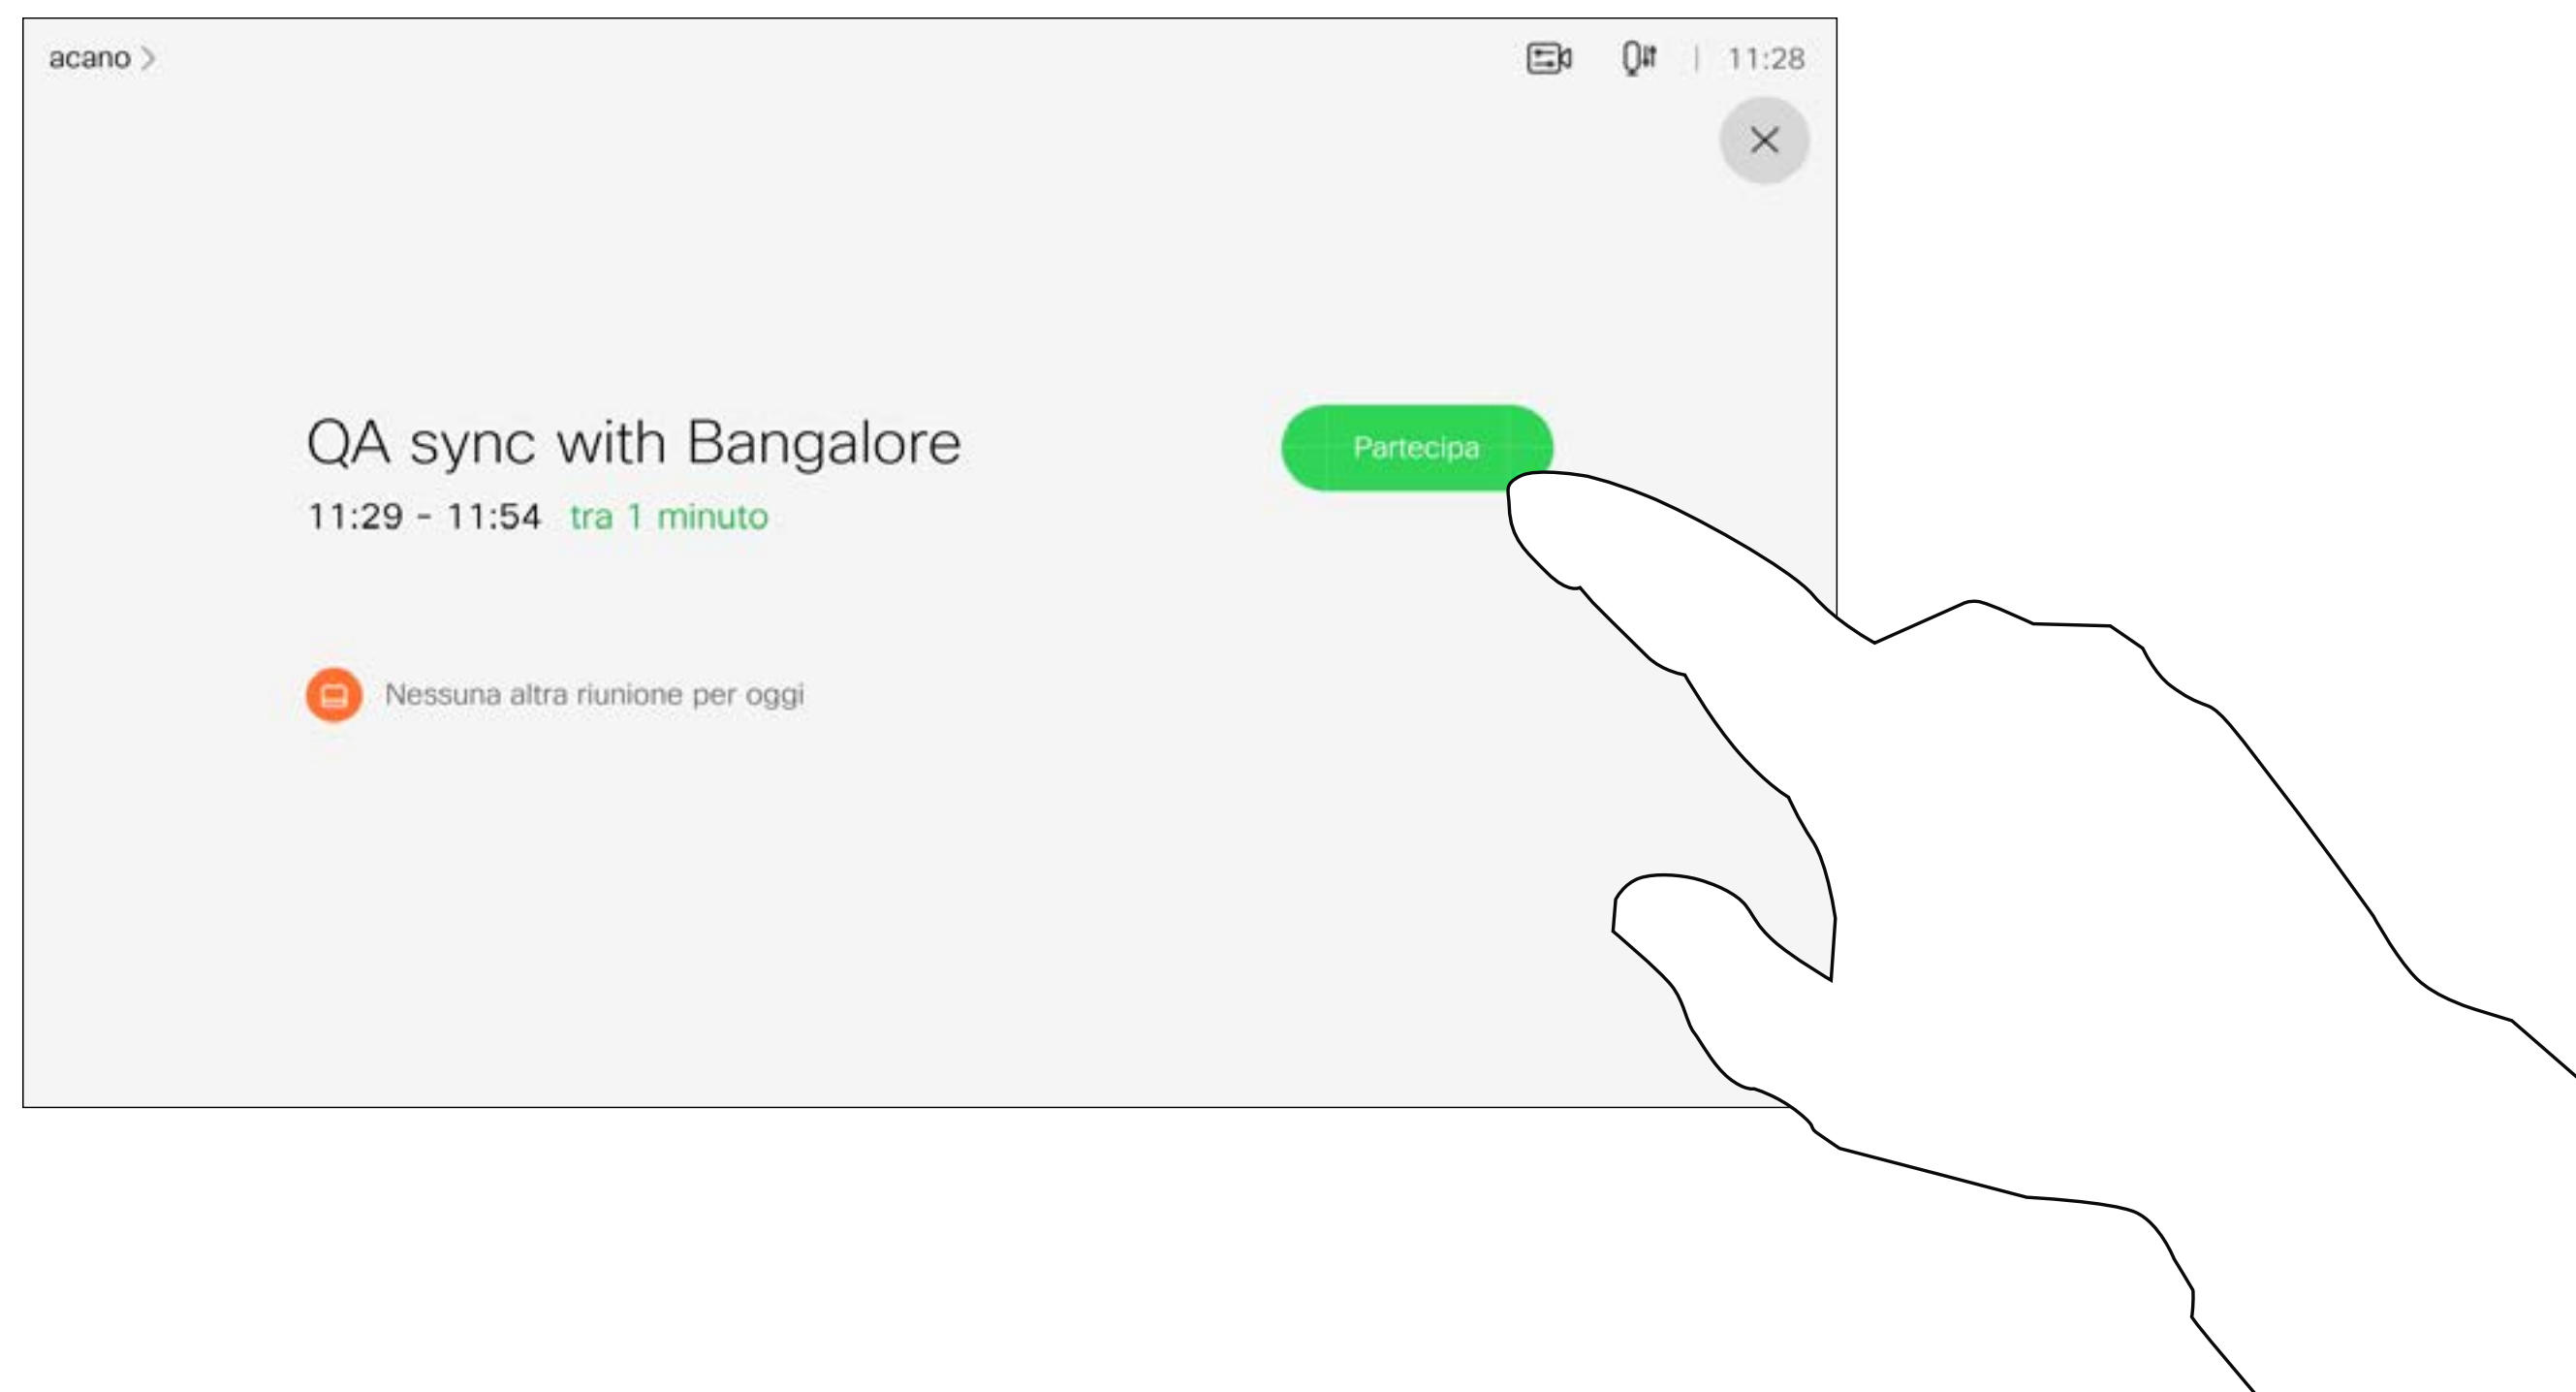 acano
11:28
QA sync with Bangalore
Partecipa
11:29 - 11:54 tra 1 minuto
Nessuna altra riunione per oggi